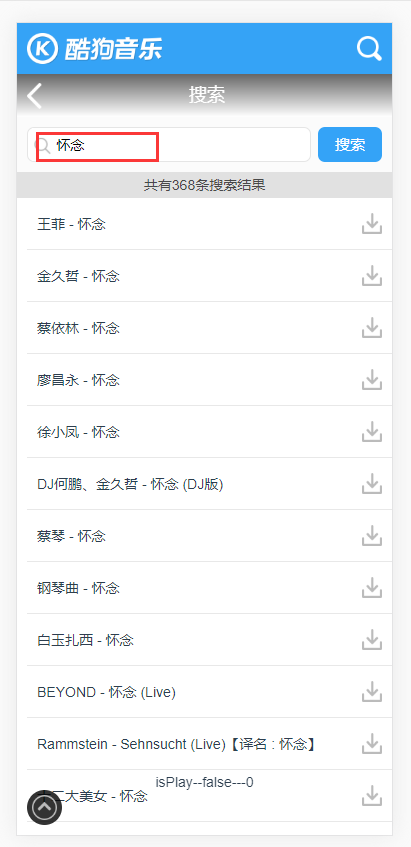 酷狗音乐
搜索
怀念
搜索
共有368条搜索结果
王菲 - 怀念
金久哲 - 怀念
蔡依林 - 怀念
廖昌永 - 怀念
徐小凤 - 怀念
DJ何鹏、金久哲 - 怀念 (DJ版)
蔡琴 - 怀念
钢琴曲 - 怀念
白玉扎西 - 怀念
BEYOND - 怀念 (Live)
Rammstein - Sehnsucht (Live)【译名 : 怀念】
isPlay--false---0
二大美女 - 怀念